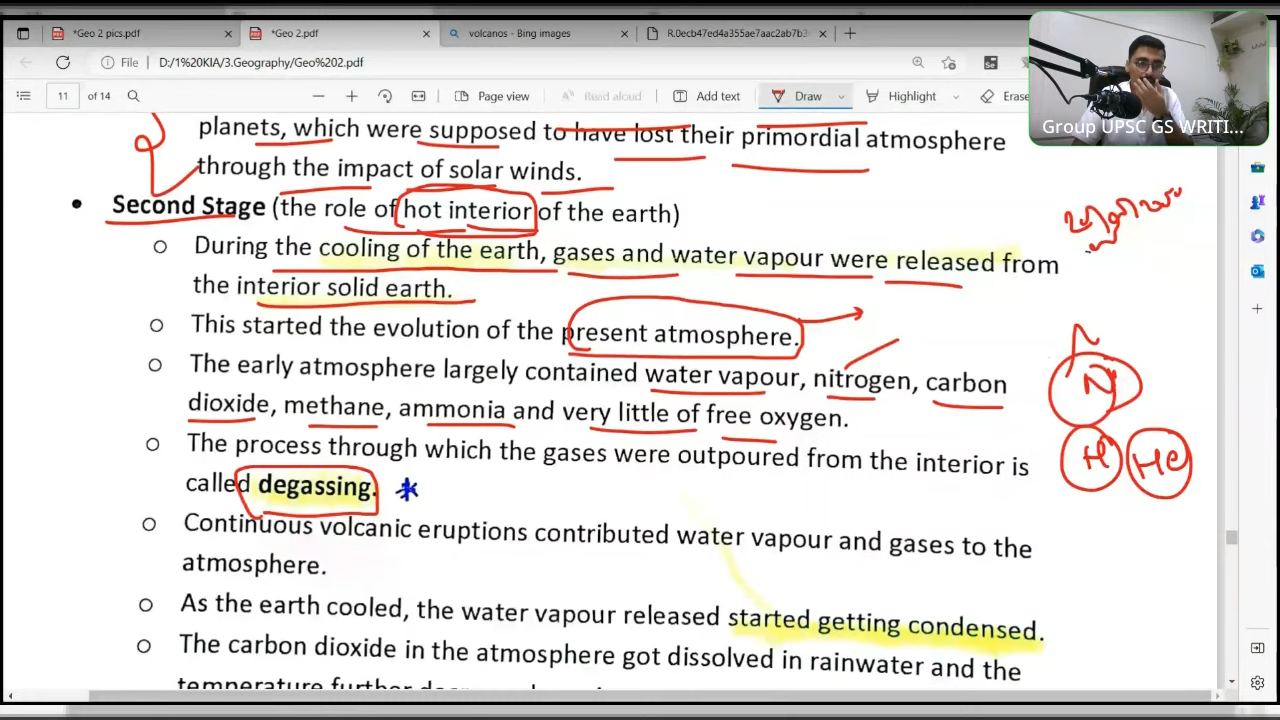 *Geo 2 pics.pdf
*Geo 2.pdf
volcanos - Bing images
R.0ecb47ed4a355ae7aac2ab7b3
File
D:/1%20KIA/3.Geography/Geo%202.pdf
11 of 14
Page view
Read aloud
Add text
Draw
Highlight
Erase
Group UPSC GS WRITI...
planets, which were supposed to have lost their primordial atmosphere
through the impact of solar winds.
• Second Stage (the role of hot interior of the earth)
o During the cooling of the earth, gases and water vapour were released from
the interior solid earth.
o This started the evolution of the present atmosphere.
o The early atmosphere largely contained water vapour, nitrogen, carbon
dioxide, methane, ammonia and very little of free oxygen.
N
H He
o The process through which the gases were outpoured from the interior is
called degassing.
o Continuous volcanic eruptions contributed water vapour and gases to the
atmosphere.
o As the earth cooled, the water vapour released started getting condensed.
o The carbon dioxide in the atmosphere got dissolved in rainwater and the
temperature further